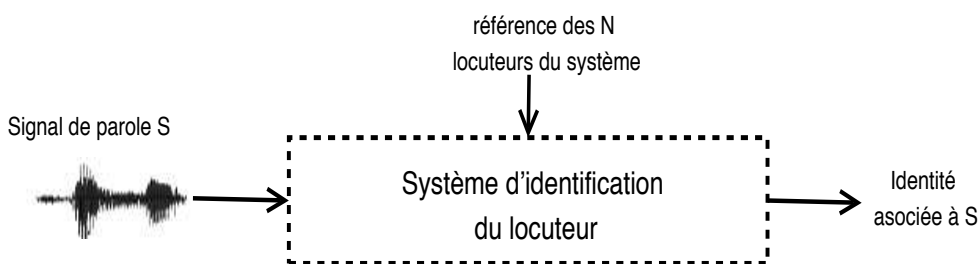 référence des N
locuteurs du système
Signal de parole S
Système d'identification
du locuteur
Identité
asociée à S